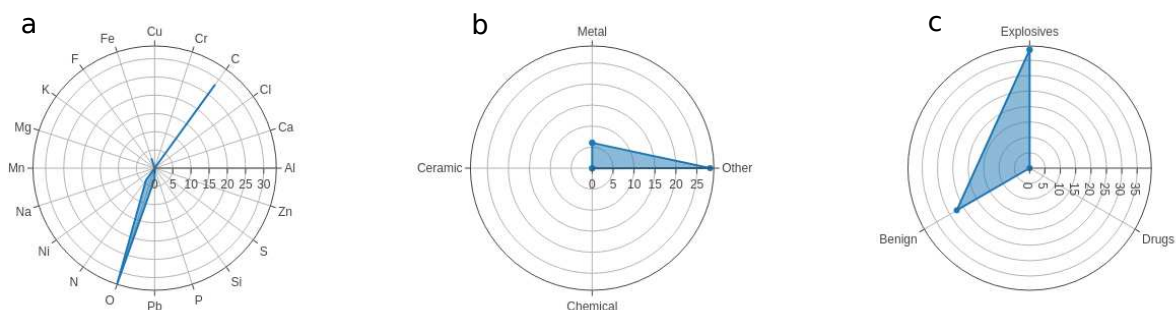 a
Cu
Fe
Cr
F
C
K
Cl
Mg
Ca
Mn
0 5 10 15 20 25 30
Al
Na
Zn
Ni
S
N
Si
O
Pb
P
b
Metal
Ceramic
0 5 10 15 20 25
Other
Chemical
c
Explosives
0 5 10 15 20 25 30 35
Benign
Drugs